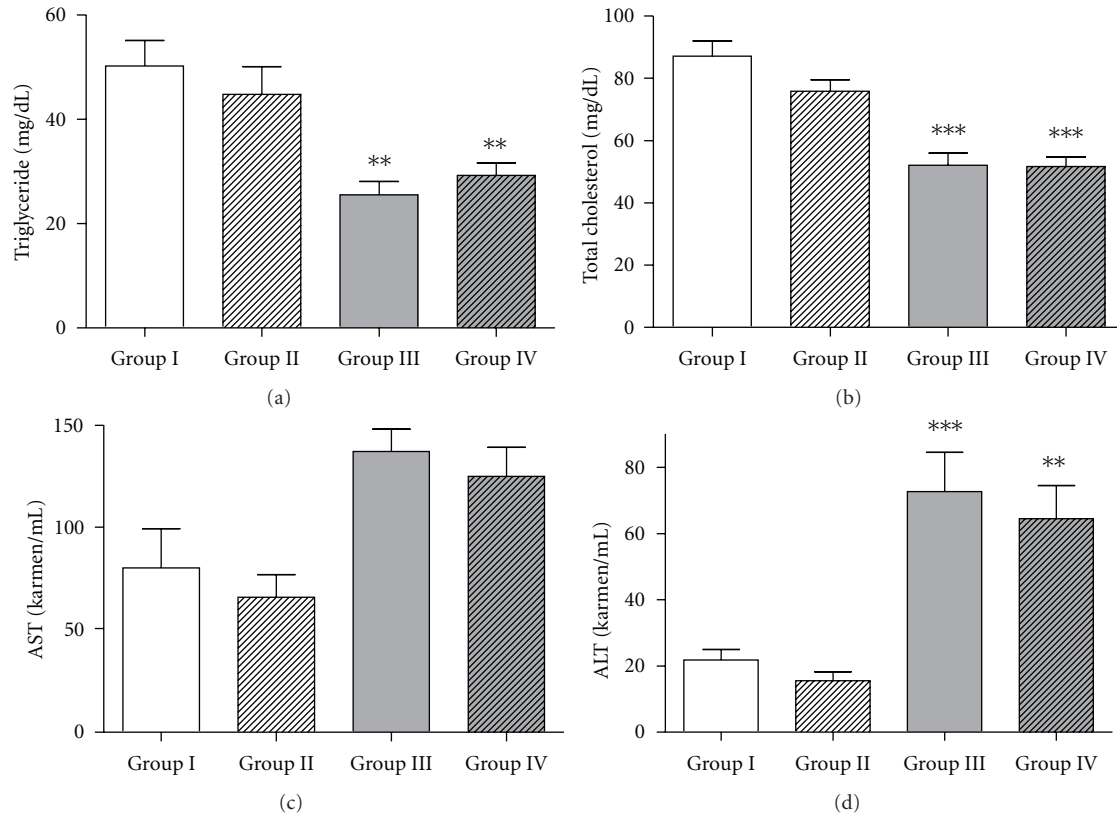 60
40
20
0
Triglyceride (mg/dL)
**
**
Group I
Group II
Group III
Group IV
(a)
100
80
60
40
20
0
Total cholesterol (mg/dL)
***
***
Group I
Group II
Group III
Group IV
(b)
150
100
50
0
AST (karmen/mL)
Group I
Group II
Group III
Group IV
(c)
80
60
40
20
0
ALT (karmen/mL)
***
**
Group I
Group II
Group III
Group IV
(d)